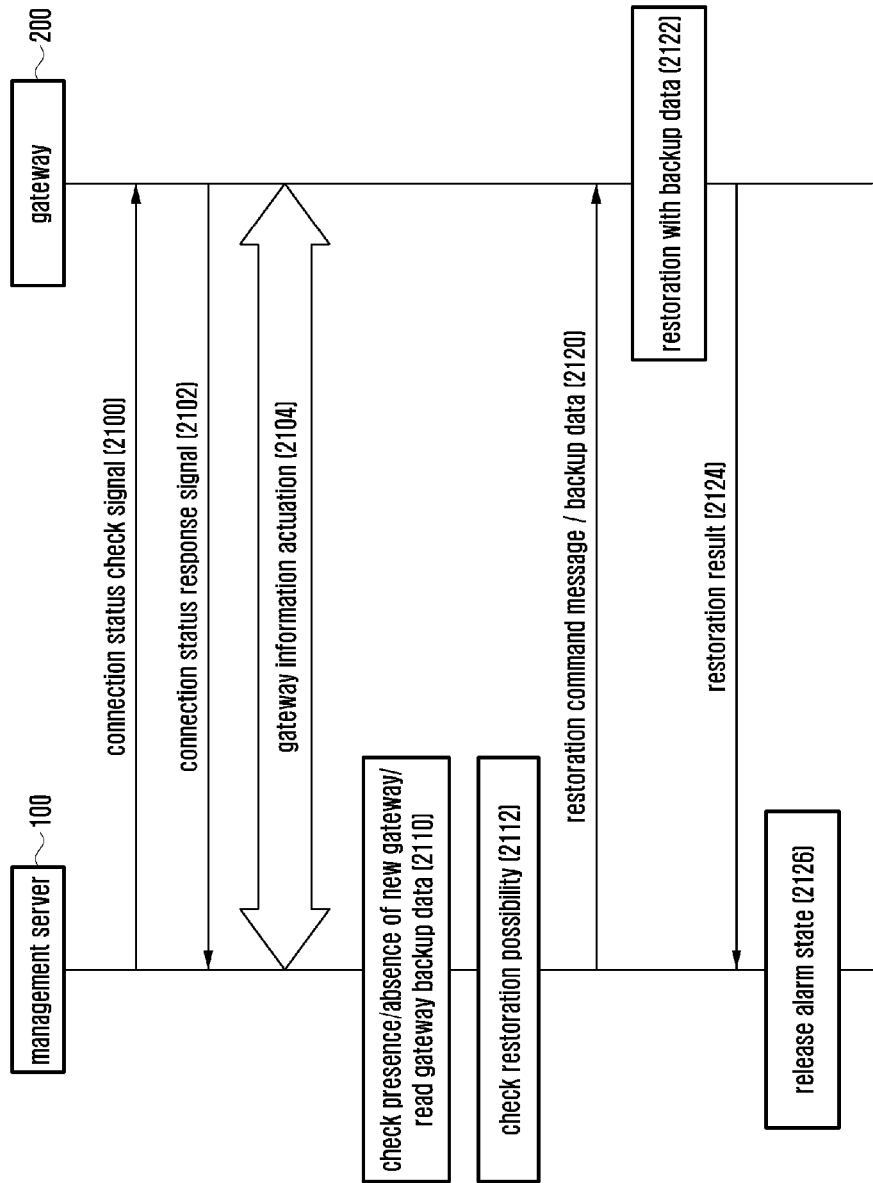 management server
100
gateway
200
connection status check signal (2100)
connection status response signal (2102)
gateway information actuation (2104)
check presence/absence of new gateway/
read gateway backup data (2110)
check restoration possibility (2112)
restoration command message / backup data (2120)
restoration with backup data (2122)
restoration result (2124)
release alarm state (2126)